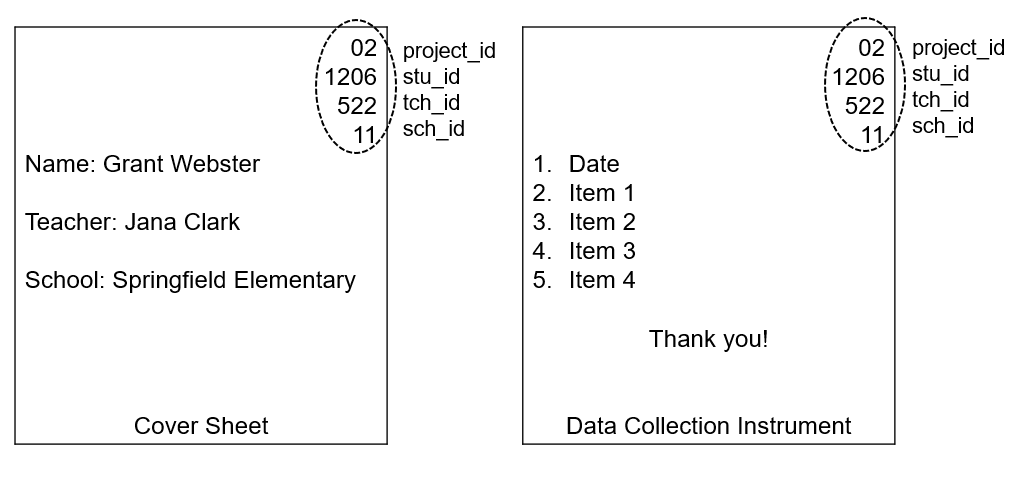 02 project_id
1206 stu_id
522 tch_id
11 sch_id
Name: Grant Webster
Teacher: Jana Clark
School: Springfield Elementary
Cover Sheet
02 project_id
1206 stu_id
522 tch_id
11 sch_id
1. Date
2. Item 1
3. Item 2
4. Item 3
5. Item 4
Thank you!
Data Collection Instrument